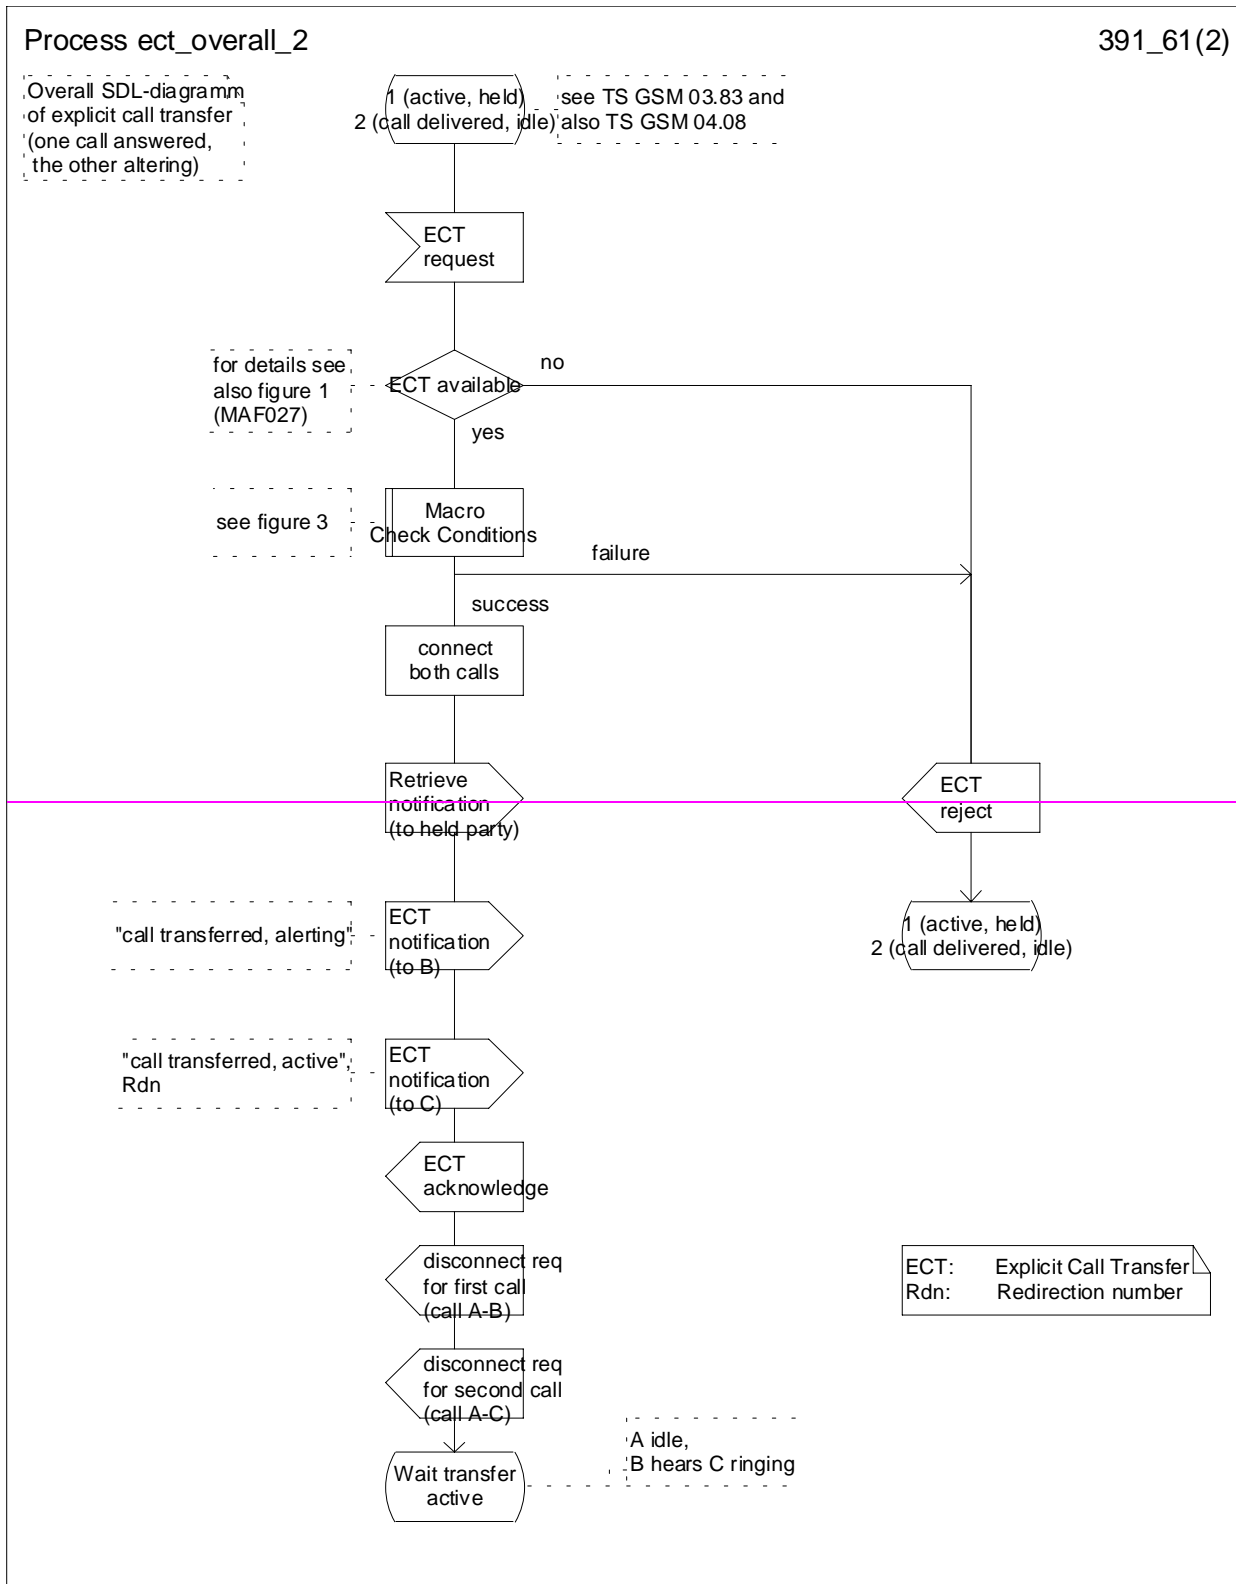 Process ect_overall_2
391_61(2)
Overall SDL-diagramm
of explicit call transfer
(one call answered,
the other altering)
1 (active, held)
2 (call delivered, idle)
see TS GSM 03.83 and
also TS GSM 04.08
ECT
request
for details see
also figure 1
(MAF027)
ECT available
no
yes
see figure 3
Macro
Check Conditions
failure
success
connect
both calls
Retrieve
notification
(to held party)
ECT
reject
"call transferred, alerting"
ECT
notification
(to B)
1 (active, held)
2 (call delivered, idle)
"call transferred, active",
Rdn
ECT
notification
(to C)
ECT
acknowledge
disconnect req
for first call
(call A-B)
ECT: Explicit Call Transfer
Rdn: Redirection number
disconnect req
for second call
(call A-C)
A idle,
B hears C ringing
Wait transfer
active